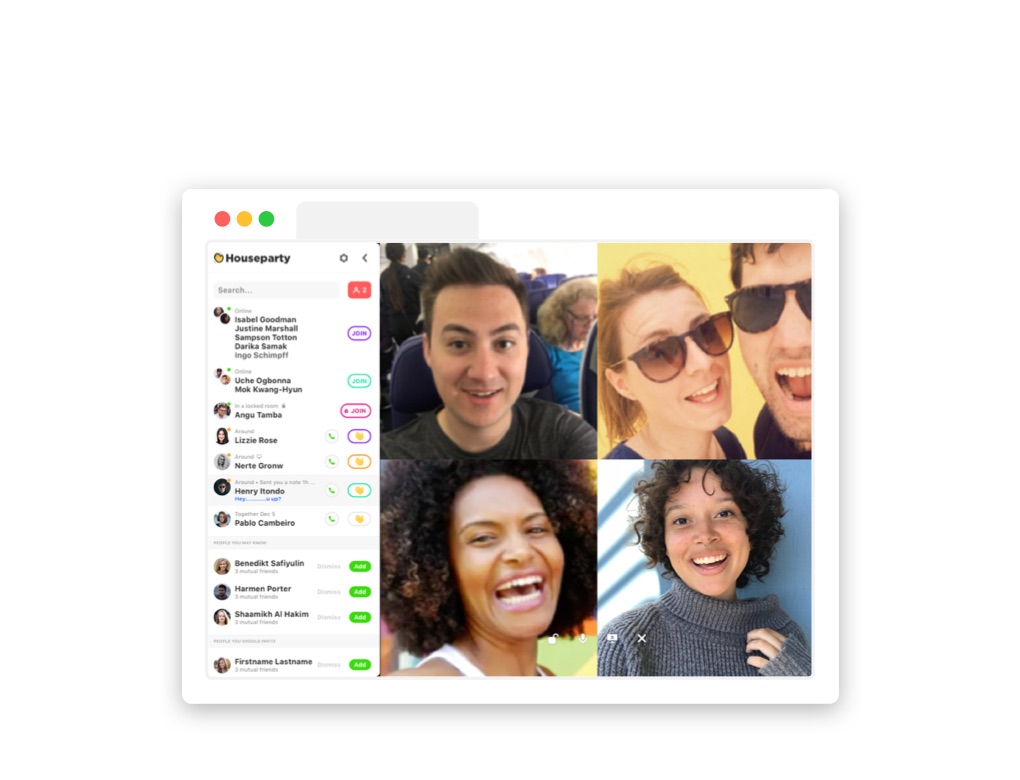 Houseparty
Search...
2
Online
Isabel Goodman
Justine Marshall
Sampson Totton
Darika Samak
Ingo Schimpff
JOIN
Online
Uche Ogbonna
Mok Kwang-Hyun
JOIN
In a locked room
Angu Tamba
JOIN
Around
Lizzie Rose
Around
Nerte Gronw
Around • Sent you a note 1h ...
Henry Itondo
Hey..............u up?
Together Dec 5
Pablo Cambeiro
PEOPLE YOU MAY KNOW
Benedikt Safiyulin
3 mutual friends
Dismiss
Add
Harmen Porter
3 mutual friends
Dismiss
Add
Shaamikh Al Hakim
3 mutual friends
Dismiss
Add
PEOPLE YOU SHOULD INVITE
Firstname Lastname
3 mutual friends
Dismiss
Add